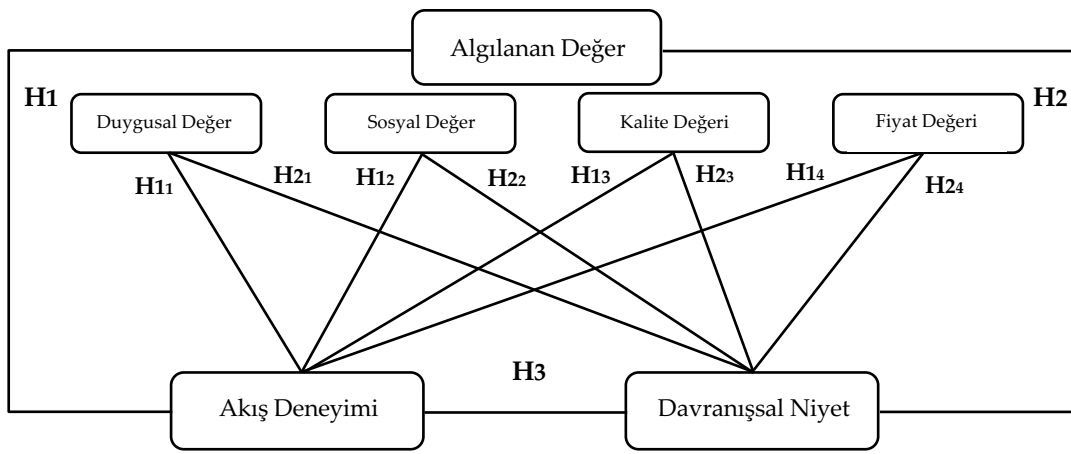 Algılanan Değer
H1
H2
Duygusal Değer
Sosyal Değer
Kalite Değeri
Fiyat Değeri
H11
H21
H12
H22
H13
H23
H14
H24
H3
Akış Deneyimi
Davranışsal Niyet